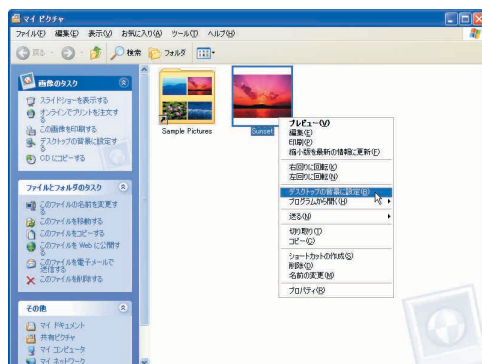 マイ ピクチャ
ファイル(F) 編集(E) 表示(V) お気に入り(A) ツール(T) ヘルプ(H)
戻る 検索 フォルダ
画像のタスク
スライドショーを表示する
オンラインでプリントを注文す
る
この画像を印刷する
デスクトップの背景に設定す
る
CD にコピーする
ファイルとフォルダのタスク
このファイルの名前を変更す
る
このファイルを移動する
このファイルをコピーする
このファイルを Web に公開す
る
このファイルを電子メールで
送信する
このファイルを削除する
その他
マイ ドキュメント
共有ピクチャ
マイ コンピュータ
マイ ネットワーク
Sample Pictures
Sunset
プレビュー(V)
編集(E)
印刷(P)
縮小版を最新の情報に更新(F)
右回りに回転(K)
左回りに回転(N)
デスクトップの背景に設定(B)
プログラムから開く(H)
送る(N)
切り取り(T)
コピー(C)
ショートカットの作成(S)
削除(D)
名前の変更(M)
プロパティ(R)